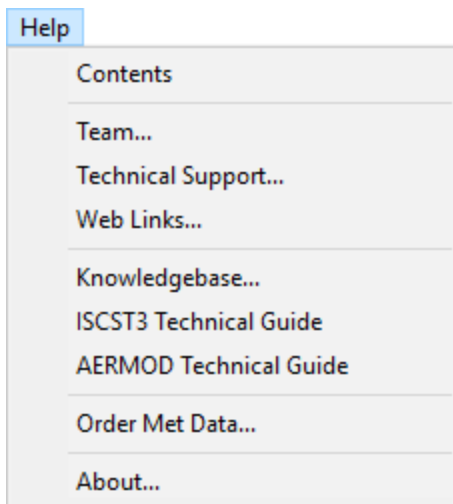 Help
Contents
Team...
Technical Support...
Web Links...
Knowledgebase...
ISCST3 Technical Guide
AERMOD Technical Guide
Order Met Data...
About...